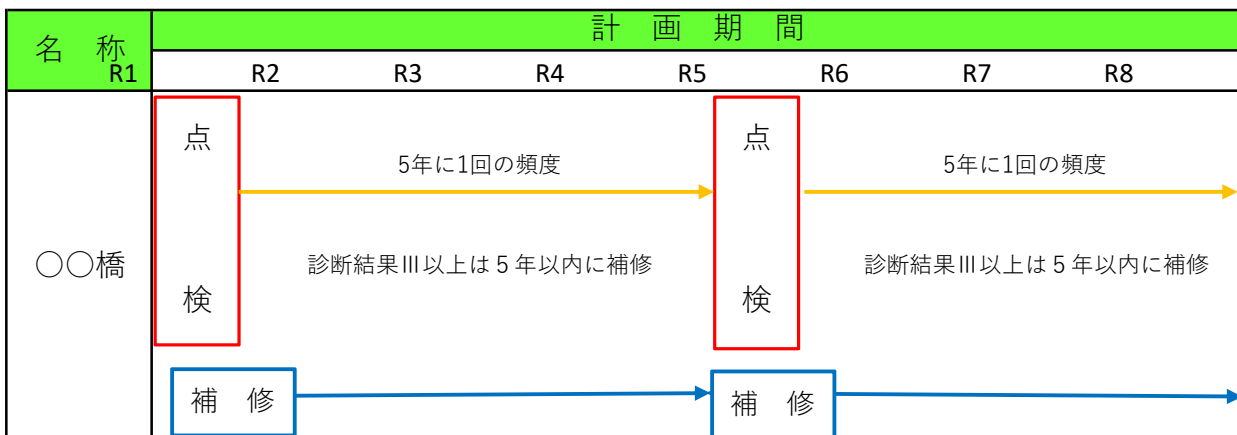 計 画 期 間
名 称
R1 R2 R3 R4 R5 R6 R7 R8
点 検
5年に1回の頻度
点 検
5年に1回の頻度
○○橋
診断結果Ⅲ以上は5年以内に補修
診断結果Ⅲ以上は5年以内に補修
補 修
補 修